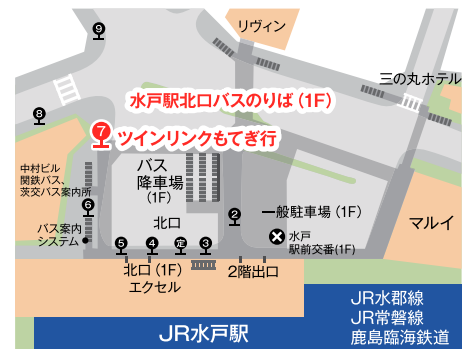 ⑨
リヴィン
三の丸ホテル
水戸駅北口バスのりば（1F）
⑧
⑦ ツインリンクもてぎ行
中村ビル
関鉄バス、
茨交バス案内所
バス
降車場
(1F)
⑥
北口
② 一般駐車場（1F）
マルイ
バス案内
システム
水戸
駅前交番(1F)
⑤ ④ 定 ③
北口（1F）
エクセル
2階出口
JR水戸駅
JR水郡線
JR常磐線
鹿島臨海鉄道